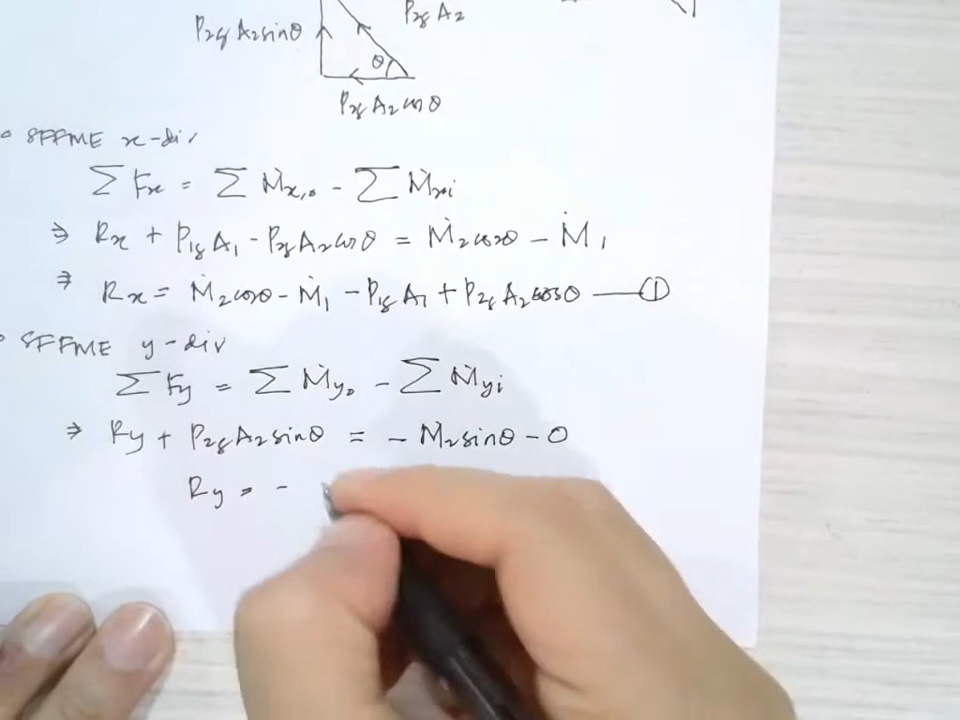 P2g A2
P2g A2 sinθ
θ
P2g A2 cosθ
• SFFME x-dir
∑ Fx = ∑ Ṁx,o - ∑ Ṁxi
⇒ Rx + P1g A1 - P2g A2 cosθ = Ṁ2 cosθ - Ṁ1
⇒ Rx = Ṁ2 cosθ - Ṁ1 - P1g A1 + P2g A2 cosθ —①
• SFFME y-dir
∑ Fy = ∑ Ṁyo - ∑ Ṁyi
⇒ Ry + P2g A2 sinθ = - Ṁ2 sinθ - 0
Ry = -